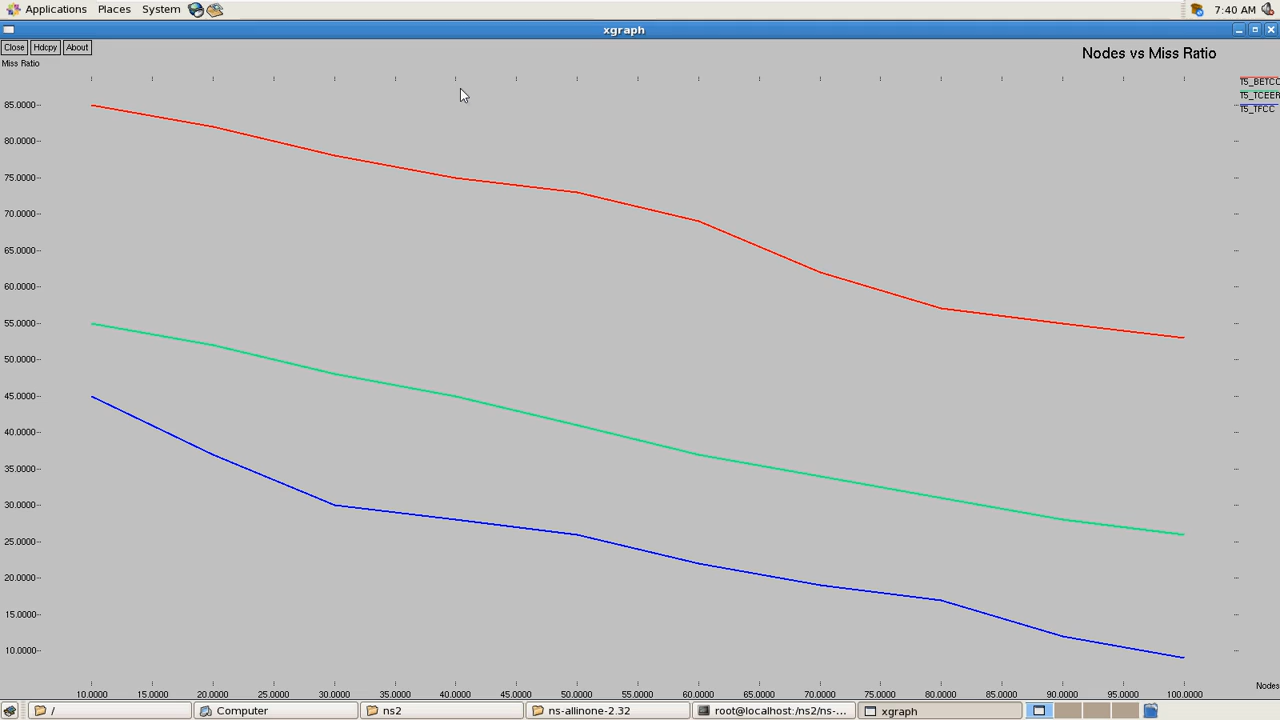 Applications Places System 7:40 AM
xgraph
Close Hdcpy About
Nodes vs Miss Ratio
Miss Ratio
T5_BETCC
T5_TCEER
T5_TFCC
85.0000
80.0000
75.0000
70.0000
65.0000
60.0000
55.0000
50.0000
45.0000
40.0000
35.0000
30.0000
25.0000
20.0000
15.0000
10.0000
10.0000 15.0000 20.0000 25.0000 30.0000 35.0000 40.0000 45.0000 50.0000 55.0000 60.0000 65.0000 70.0000 75.0000 80.0000 85.0000 90.0000 95.0000 100.0000
Nodes
/ Computer ns2 ns-allinone-2.32 root@localhost:/ns2/ns-... xgraph